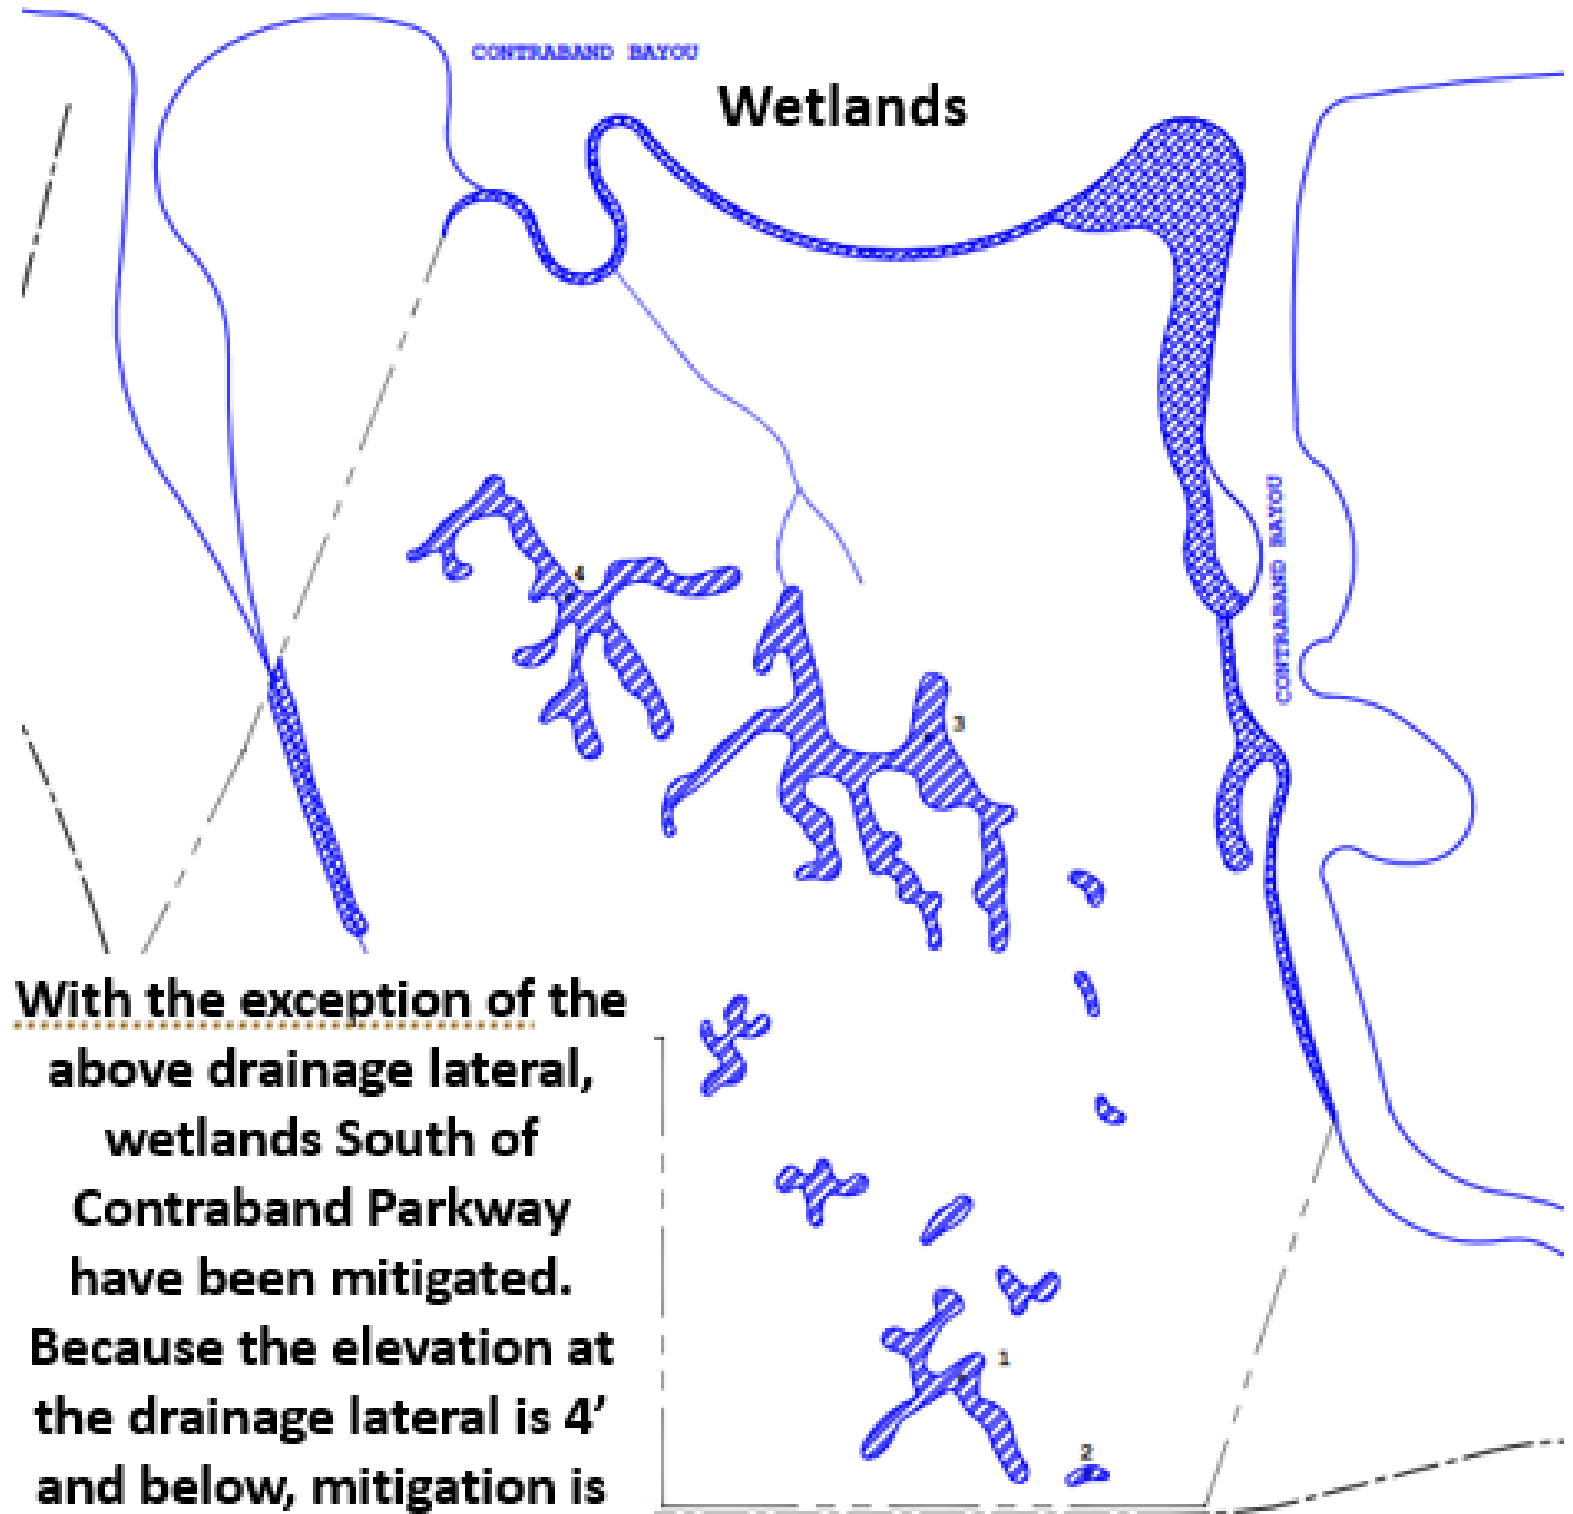 CONTRABAND BAYOU
Wetlands
CONTRABAND BAYOU
4
3
With the exception of the
above drainage lateral,
wetlands South of
Contraband Parkway
have been mitigated.
Because the elevation at
the drainage lateral is 4’
and below, mitigation is
1
2